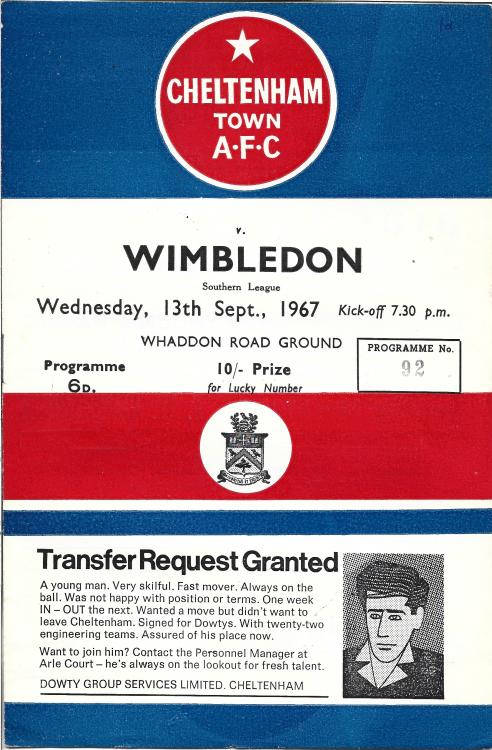 CHELTENHAM
TOWN
A·F·C
v.
WIMBLEDON
Southern League
Wednesday, 13th Sept., 1967 Kick-off 7.30 p.m.
WHADDON ROAD GROUND
Programme
6D.
10/- Prize
for Lucky Number
PROGRAMME No.
92
Transfer Request Granted
A young man. Very skilful. Fast mover. Always on the
ball. Was not happy with position or terms. One week
IN – OUT the next. Wanted a move but didn't want to
leave Cheltenham. Signed for Dowtys. With twenty-two
engineering teams. Assured of his place now.
Want to join him? Contact the Personnel Manager at
Arle Court – he's always on the lookout for fresh talent.
DOWTY GROUP SERVICES LIMITED. CHELTENHAM